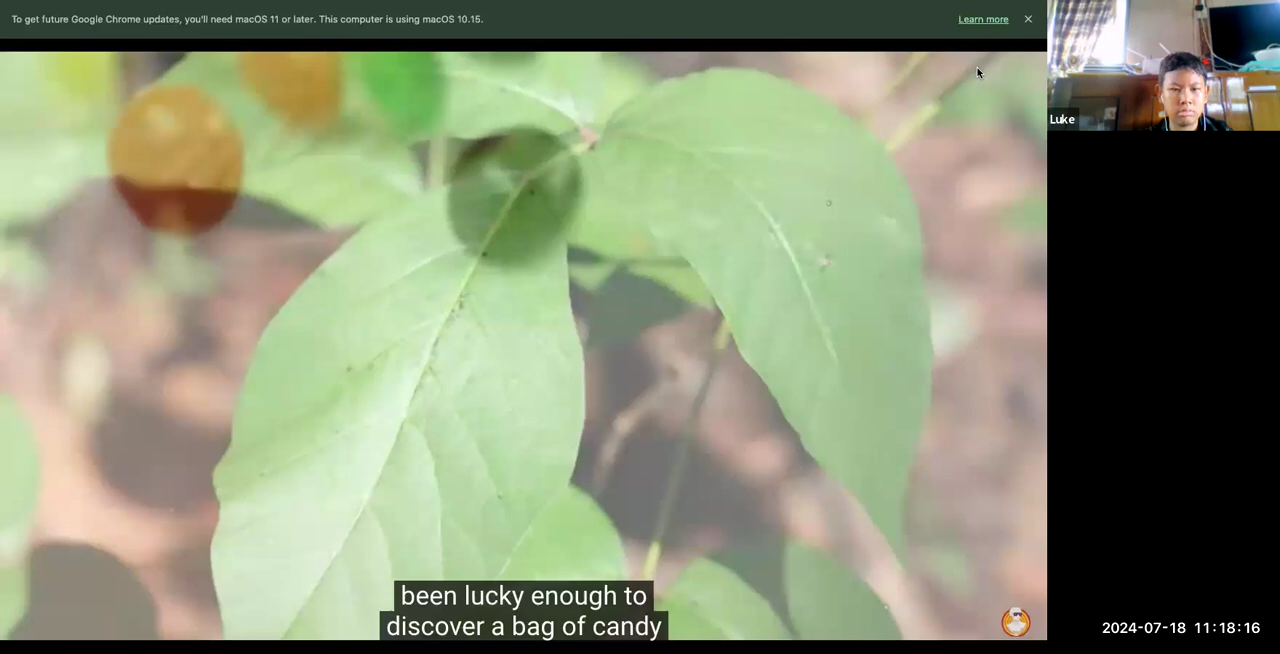 To get future Google Chrome updates, you'll need macOS 11 or later. This computer is using macOS 10.15.
Learn more
Luke
been lucky enough to
discover a bag of candy
2024-07-18 11:18:16